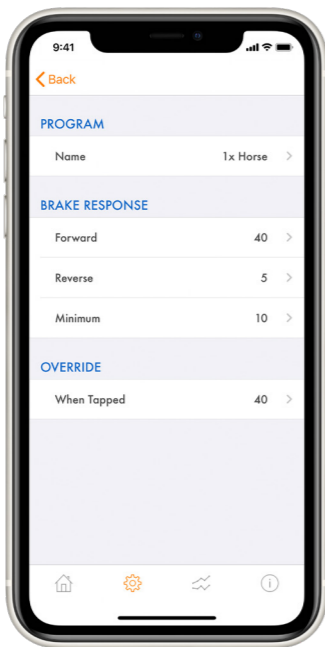 9:41
Back
PROGRAM
Name 1x Horse
BRAKE RESPONSE
Forward 40
Reverse 5
Minimum 10
OVERRIDE
When Tapped 40